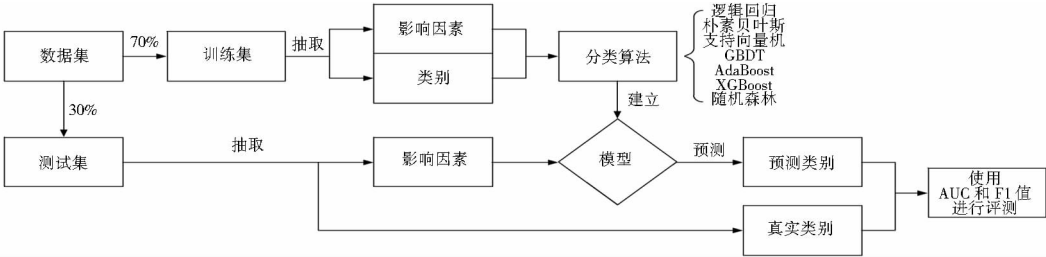 数据集
70%
训练集
抽取
影响因素
类别
分类算法
逻辑回归
朴素贝叶斯
支持向量机
GBDT
AdaBoost
XGBoost
随机森林
30%
建立
测试集
抽取
影响因素
模型
预测
预测类别
真实类别
使用
AUC 和 F1 值
进行评测